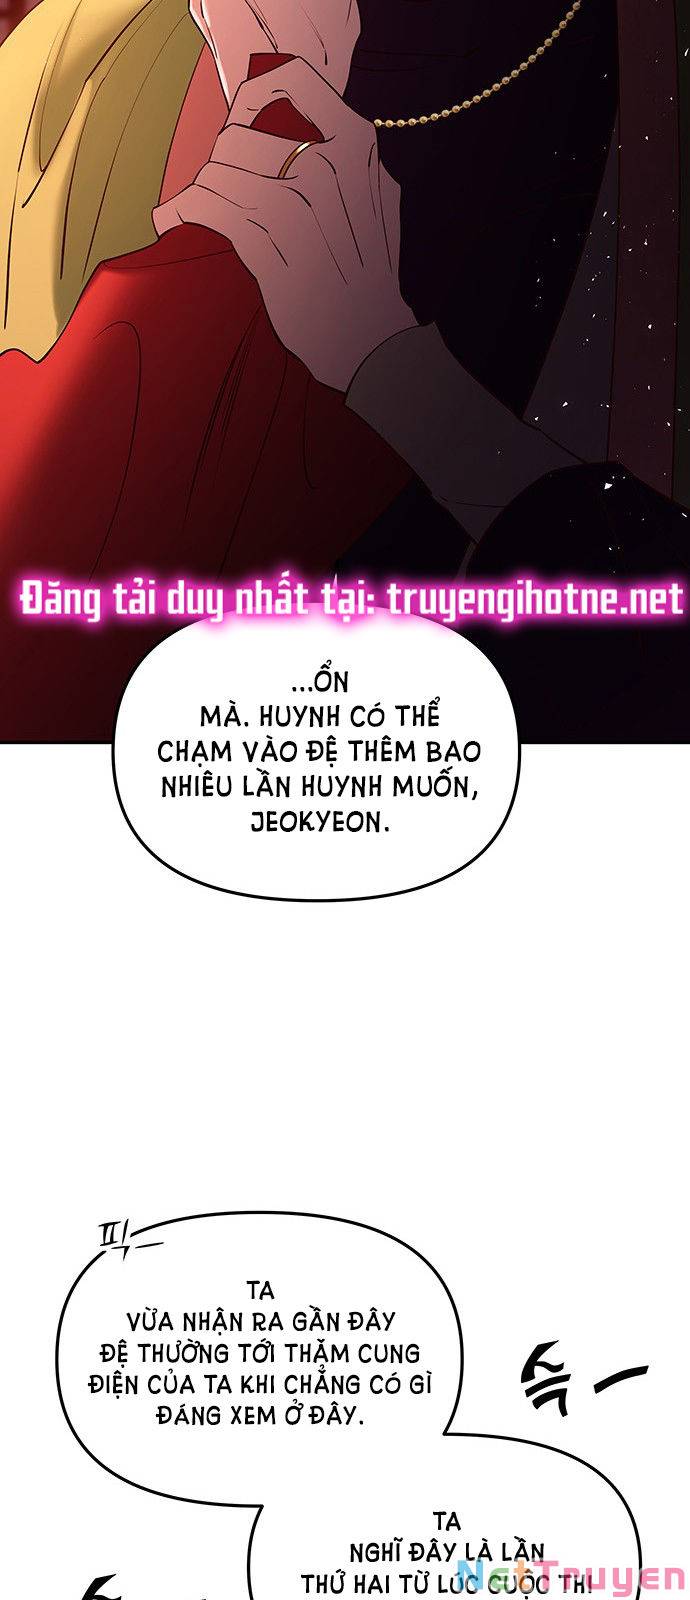 Đăng tải duy nhất tại: truyengihotne.net
...ỔN
MÀ. HUYNH CÓ THỂ
CHẠM VÀO ĐỆ THÊM BAO
NHIÊU LẦN HUYNH MUỐN,
JEOKYEON.
픽
TA
VỪA NHẬN RA GẦN ĐÂY
ĐỆ THƯỜNG TỚI THĂM CUNG
ĐIỆN CỦA TA KHI CHẲNG CÓ GÌ
ĐÁNG XEM Ở ĐÂY.
슥
TA
NGHĨ ĐÂY LÀ LẦN
THỨ HAI TỪ LÚC CUỘC THI
NetTruyen